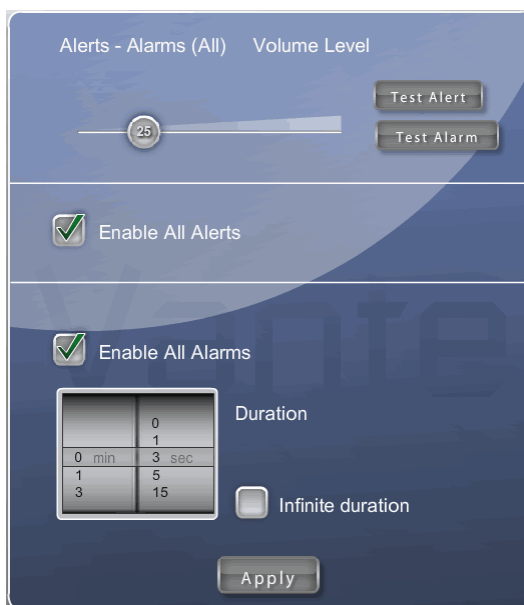 Alerts - Alarms (All) Volume Level
Test Alert
25
Test Alarm
Enable All Alerts
Vante
Enable All Alarms
Duration
0
1
0 min 3 sec
1 5
3 15
Infinite duration
Apply